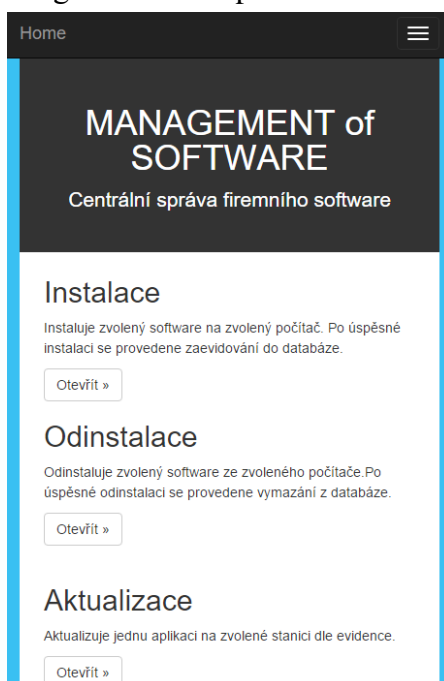 Home
MANAGEMENT of
SOFTWARE
Centrální správa firemního software
Instalace
Instaluje zvolený software na zvolený počítač. Po úspěšné
instalaci se provedene zaevidování do databáze.
Otevřít »
Odinstalace
Odinstaluje zvolený software ze zvoleného počítače.Po
úspěšné odinstalaci se provedene vymazání z databáze.
Otevřít »
Aktualizace
Aktualizuje jednu aplikaci na zvolené stanici dle evidence.
Otevřít »